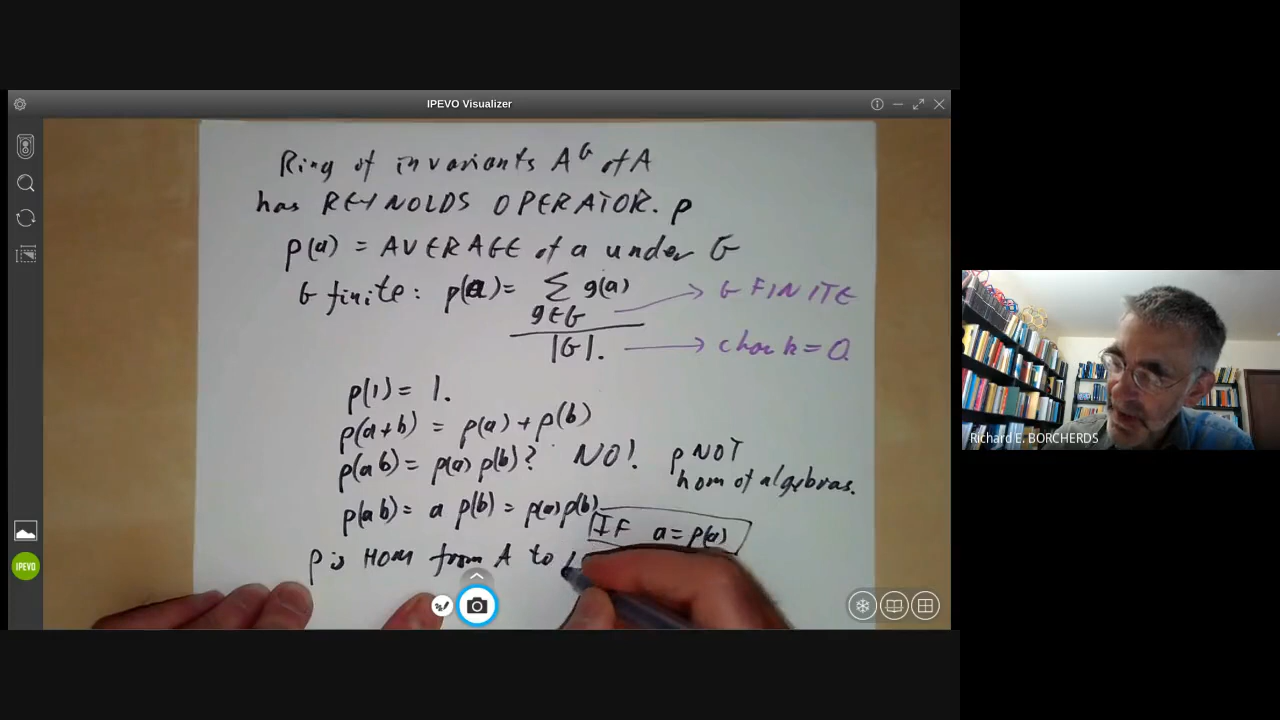 IPEVO Visualizer
Ring of invariants A^G of A
has REYNOLDS OPERATOR. ρ
ρ(a) = AVERAGE of a under G
G finite: ρ(a) = Σ g(a) → G FINITE
g∈G
|G|. → char k = 0
ρ(1) = 1.
ρ(a+b) = ρ(a) + ρ(b)
ρ(ab) = ρ(a) ρ(b)? NO! ρ NOT
hom of algebras.
ρ(ab) = a ρ(b) = ρ(a)ρ(b)
IF a = ρ(a)
ρ is Hom from A to
IPEVO
Richard E. BORCHERDS